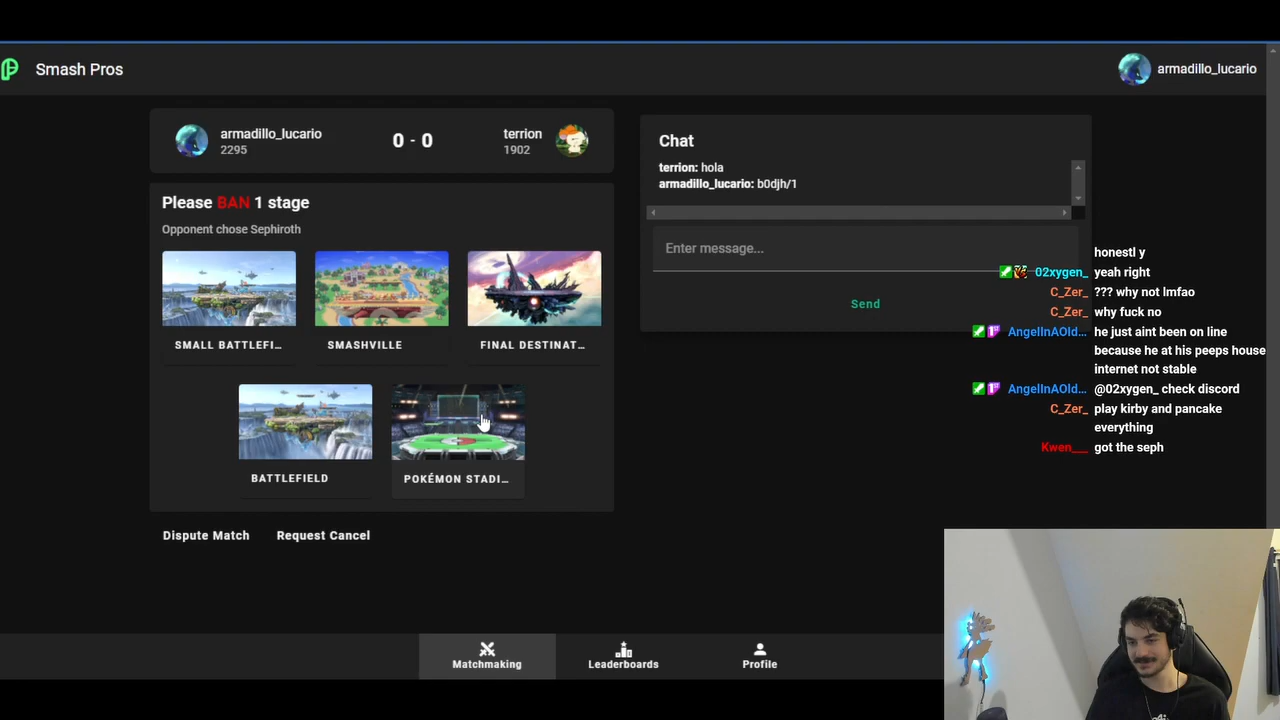 Smash Pros
armadillo_lucario
armadillo_lucario
2295
0 - 0
terrion
1902
Please BAN 1 stage
Opponent chose Sephiroth
SMALL BATTLEFI...
SMASHVILLE
FINAL DESTINAT...
BATTLEFIELD
POKÉMON STADI...
Dispute Match
Request Cancel
Chat
terrion: hola
armadillo_lucario: b0djh/1
Enter message...
Send
honestl y
02xygen_ yeah right
C_Zer_ ??? why not lmfao
C_Zer_ why fuck no
AngelInAOld... he just aint been on line
because he at his peeps house
internet not stable
AngelInAOld... @02xygen_ check discord
C_Zer_ play kirby and pancake
everything
Kwen___ got the seph
Matchmaking
Leaderboards
Profile